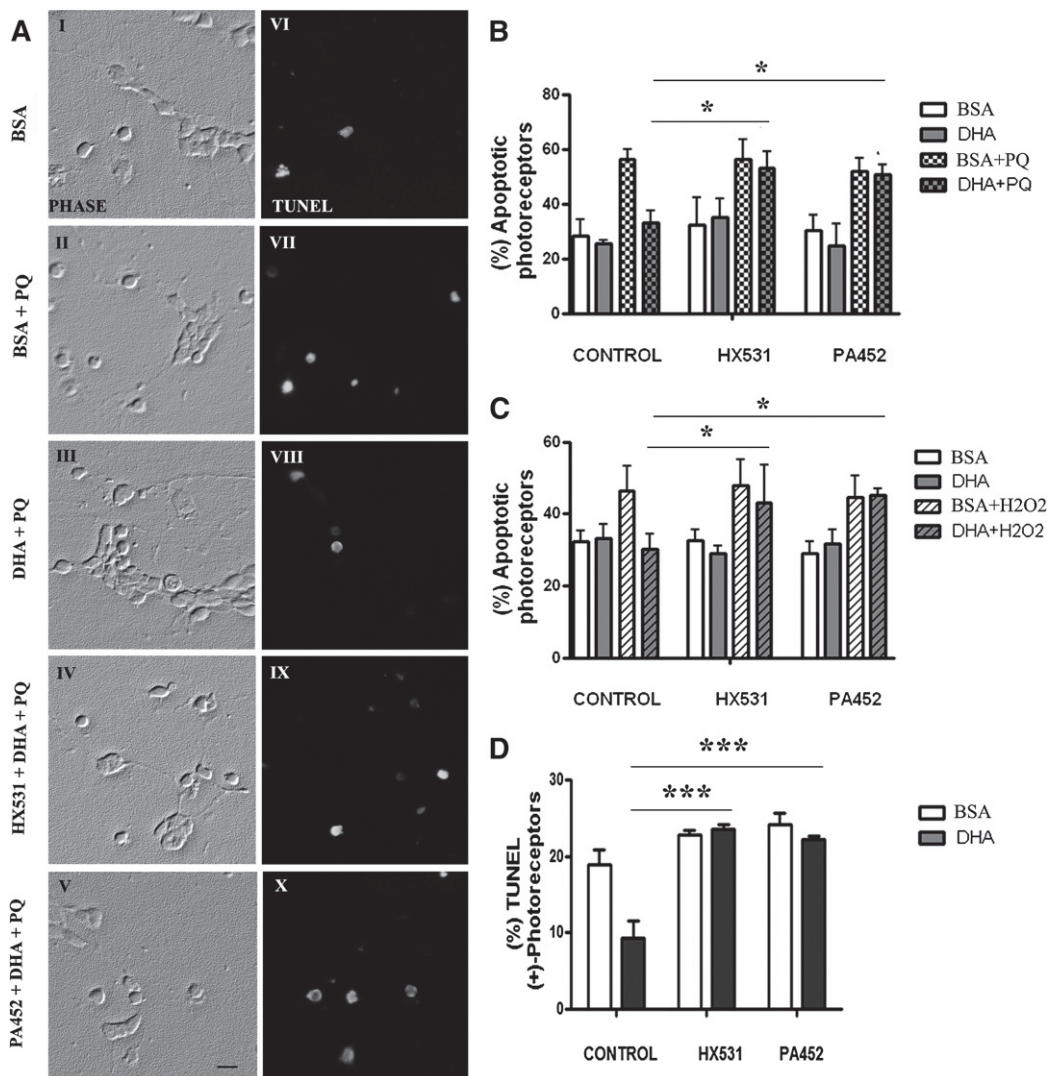 A
BSA
I
PHASE
VI
TUNEL
BSA + PQ
II
VII
DHA + PQ
III
VIII
HX531 + DHA + PQ
IV
IX
PA452 + DHA + PQ
V
X
B
(%) Apoptotic
photoreceptors
80
60
40
20
0
*
*
CONTROL
HX531
PA452
BSA
DHA
BSA+PQ
DHA+PQ
C
(%) Apoptotic
photoreceptors
60
40
20
0
*
*
CONTROL
HX531
PA452
BSA
DHA
BSA+H2O2
DHA+H2O2
D
(%) TUNEL
(+)-Photoreceptors
30
20
10
0
***
***
CONTROL
HX531
PA452
BSA
DHA